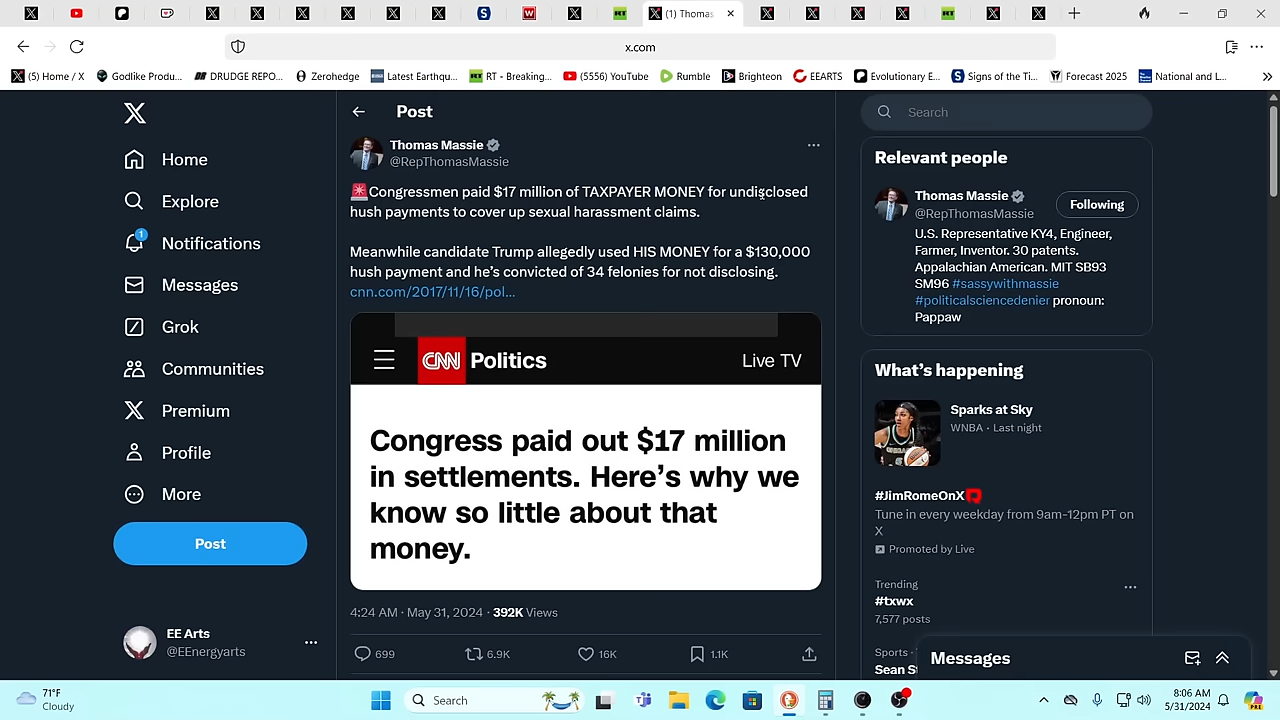 (1) Thomas
x.com
(5) Home / X
Godlike Produ...
DRUDGE REPO...
Zerohedge
Latest Earthqu...
RT - Breaking...
(5556) YouTube
Rumble
Brighteon
EEARTS
Evolutionary E...
Signs of the Ti...
Forecast 2025
National and L...
Post
Thomas Massie
@RepThomasMassie
🚨Congressmen paid $17 million of TAXPAYER MONEY for undisclosed
hush payments to cover up sexual harassment claims.
Meanwhile candidate Trump allegedly used HIS MONEY for a $130,000
hush payment and he’s convicted of 34 felonies for not disclosing.
cnn.com/2017/11/16/pol...
CNN Politics
Live TV
Congress paid out $17 million
in settlements. Here’s why we
know so little about that
money.
4:24 AM · May 31, 2024 · 392K Views
699
6.9K
16K
1.1K
Home
Explore
1
Notifications
Messages
Grok
Communities
Premium
Profile
More
Post
EE Arts
@EEnergyarts
Search
Relevant people
Thomas Massie
@RepThomasMassie
Following
U.S. Representative KY4, Engineer,
Farmer, Inventor. 30 patents.
Appalachian American. MIT SB93
SM96 #sassywithmassie
#politicalsciencedenier pronoun:
Pappaw
What’s happening
Sparks at Sky
WNBA · Last night
#JimRomeOnX
Tune in every weekday from 9am-12pm PT on
X
Promoted by Live
Trending
#txwx
7,577 posts
Sports ·
Sean S
Messages
71°F
Cloudy
Search
8:06 AM
5/31/2024